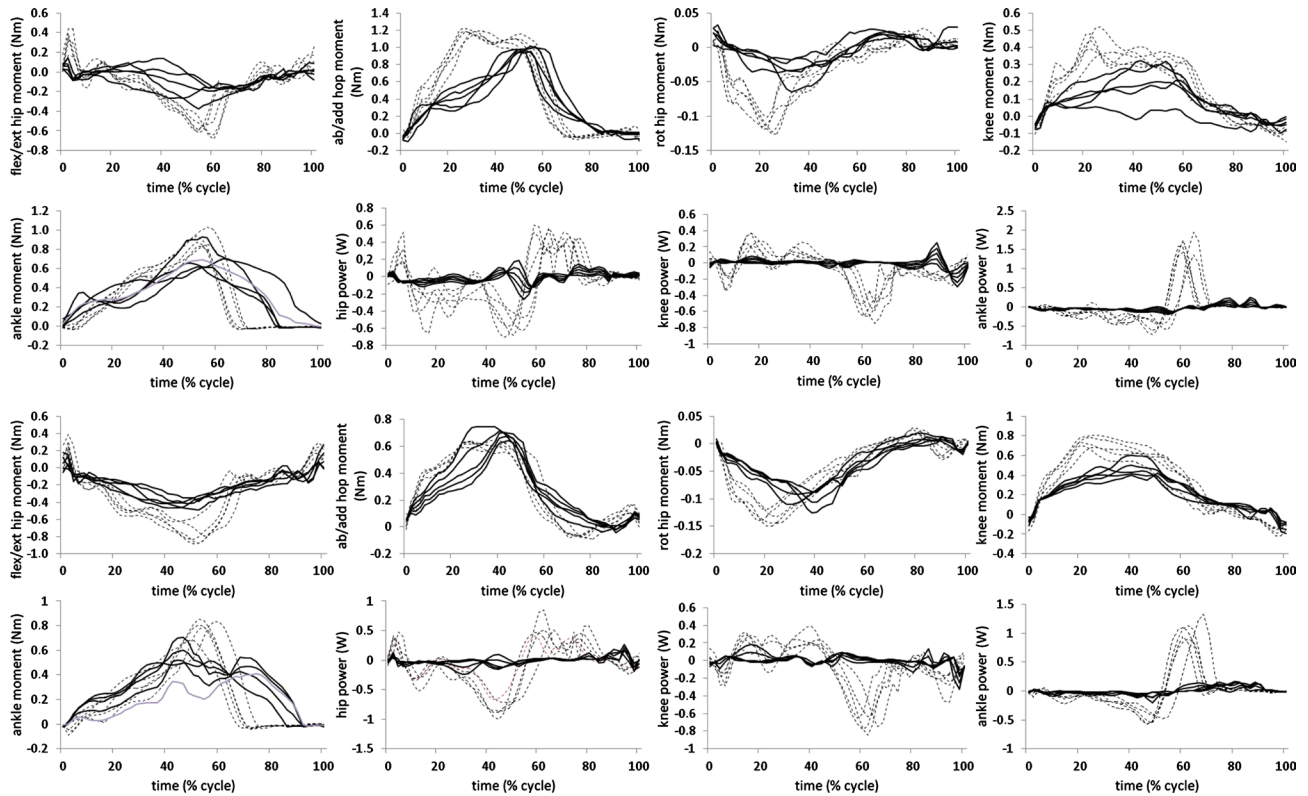 flex/ext hip moment (Nm)
0.6
0.4
0.2
0.0
-0.2
-0.4
-0.6
-0.8
0 20 40 60 80 100
time (% cycle)
ab/add hop moment
(Nm)
1.4
1.2
1.0
0.8
0.6
0.4
0.2
0.0
-0.2
0 20 40 60 80 100
time (% cycle)
rot hip moment (Nm)
0.05
0
-0.05
-0.1
-0.15
0 20 40 60 80 100
time (% cycle)
knee moment (Nm)
0.6
0.5
0.4
0.3
0.2
0.1
0.0
-0.1
-0.2
0 20 40 60 80 100
time (% cycle)
ankle moment (Nm)
1.2
1.0
0.8
0.6
0.4
0.2
0.0
-0.2
0 20 40 60 80 100
time (% cycle)
hip power (W)
0.8
0.6
0.4
0.2
0
-0.2
-0.4
-0.6
-0.8
0 20 40 60 80 100
time (% cycle)
knee power (W)
0.6
0.4
0.2
0
-0.2
-0.4
-0.6
-0.8
-1
0 20 40 60 80 100
time (% cycle)
ankle power (W)
2.5
2
1.5
1
0.5
0
-0.5
-1
0 20 40 60 80 100
time (% cycle)
flex/ext hip moment (Nm)
0.6
0.4
0.2
0.0
-0.2
-0.4
-0.6
-0.8
-1.0
0 20 40 60 80 100
time (% cycle)
ab/add hop moment
(Nm)
0.8
0.6
0.4
0.2
0
-0.2
0 20 40 60 80 100
time (% cycle)
rot hip moment (Nm)
0.05
0
-0.05
-0.1
-0.15
-0.2
0 20 40 60 80 100
time (% cycle)
knee moment (Nm)
1
0.8
0.6
0.4
0.2
0
-0.2
-0.4
0 20 40 60 80 100
time (% cycle)
ankle moment (Nm)
1
0.8
0.6
0.4
0.2
0
-0.2
0 20 40 60 80 100
time (% cycle)
hip power (W)
1
0.5
0
-0.5
-1
-1.5
0 20 40 60 80 100
time (% cycle)
knee power (W)
0.6
0.4
0.2
0
-0.2
-0.4
-0.6
-0.8
-1
0 20 40 60 80 100
time (% cycle)
ankle power (W)
1.5
1
0.5
0
-0.5
-1
0 20 40 60 80 100
time (% cycle)